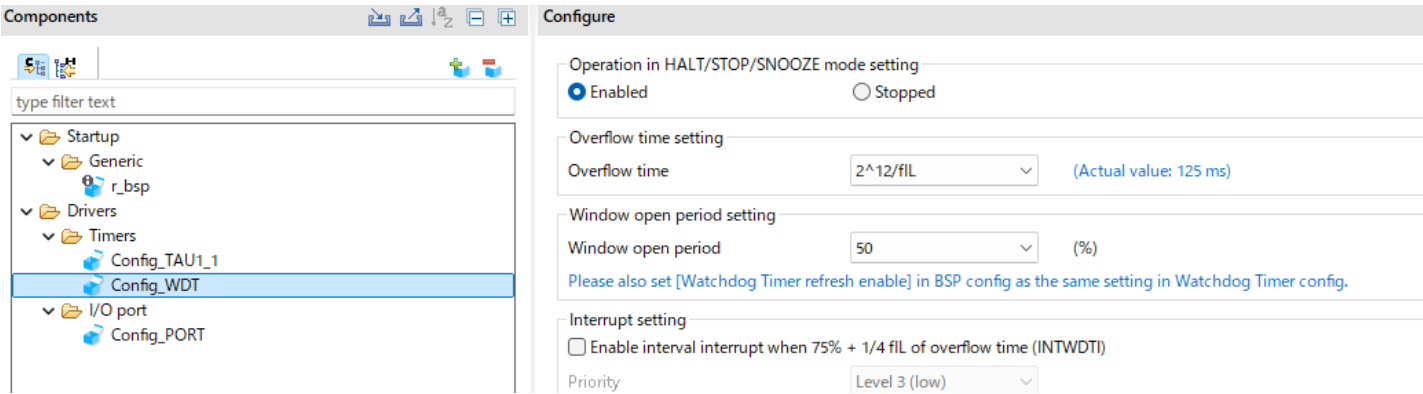 Components
Configure
type filter text
Startup
Generic
r_bsp
Drivers
Timers
Config_TAU1_1
Config_WDT
I/O port
Config_PORT
Operation in HALT/STOP/SNOOZE mode setting
Enabled Stopped
Overflow time setting
Overflow time 2^12/fIL (Actual value: 125 ms)
Window open period setting
Window open period 50 (%)
Please also set [Watchdog Timer refresh enable] in BSP config as the same setting in Watchdog Timer config.
Interrupt setting
Enable interval interrupt when 75% + 1/4 fIL of overflow time (INTWDTI)
Priority Level 3 (low)